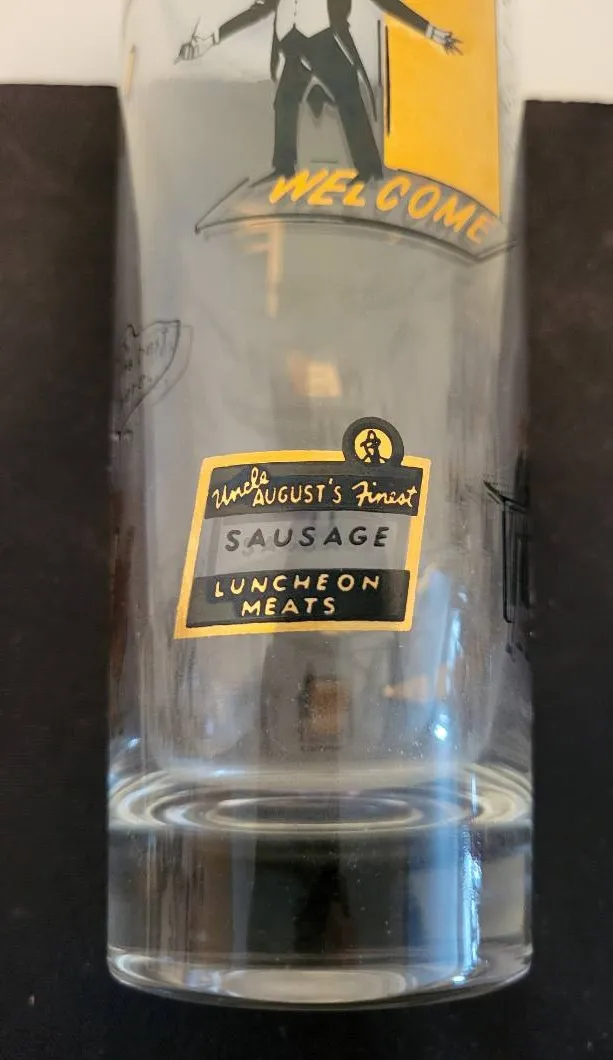 WELCOME
Uncle AUGUST'S Finest
SAUSAGE
LUNCHEON
MEATS